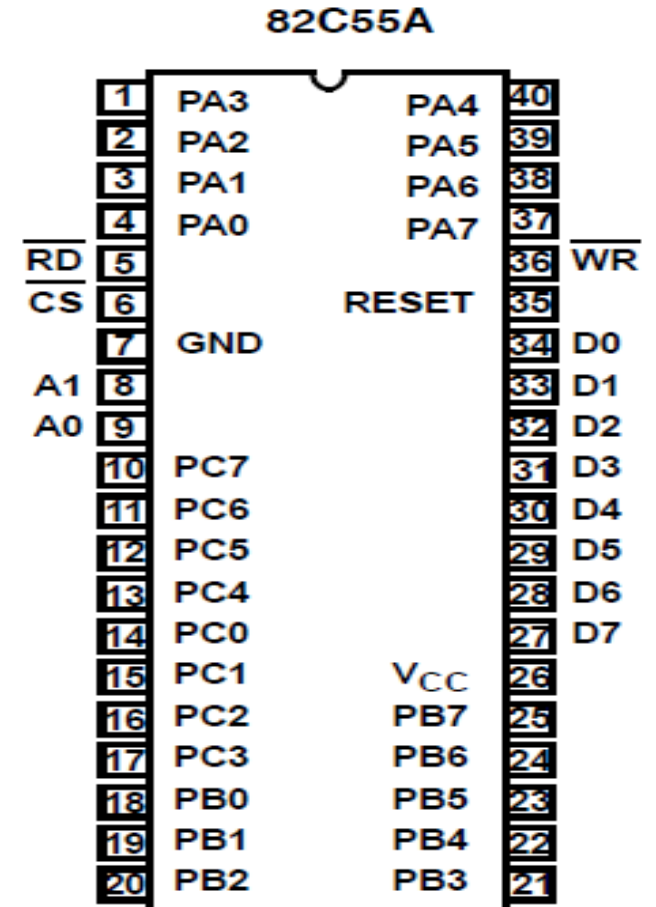 82C55A
1 PA3 PA4 40
2 PA2 PA5 39
3 PA1 PA6 38
4 PA0 PA7 37
RD 5 36 WR
CS 6 RESET 35
7 GND 34 D0
A1 8 33 D1
A0 9 32 D2
10 PC7 31 D3
11 PC6 30 D4
12 PC5 29 D5
13 PC4 28 D6
14 PC0 27 D7
15 PC1 VCC 26
16 PC2 PB7 25
17 PC3 PB6 24
18 PB0 PB5 23
19 PB1 PB4 22
20 PB2 PB3 21